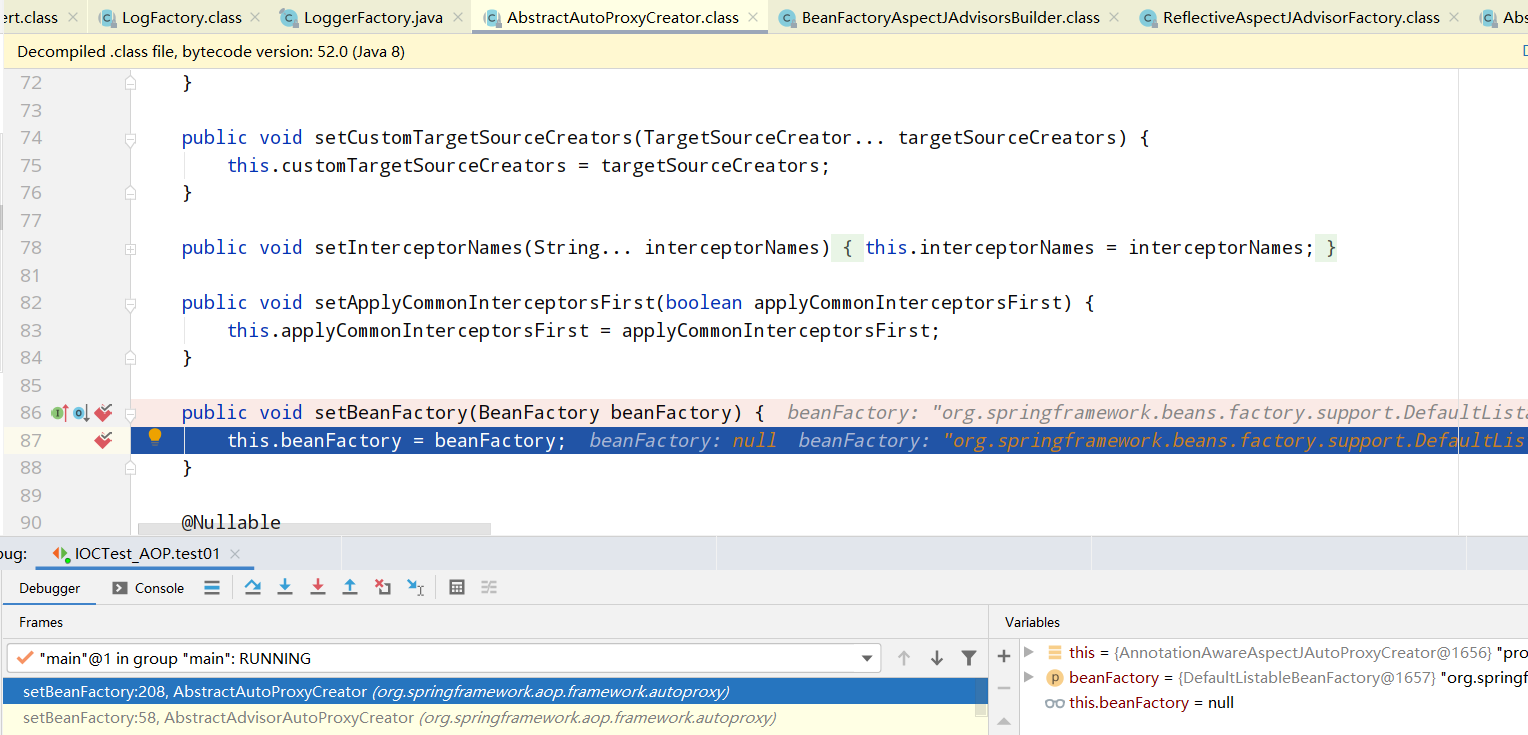 ert.class LogFactory.class LoggerFactory.java AbstractAutoProxyCreator.class BeanFactoryAspectJAdvisorsBuilder.class ReflectiveAspectJAdvisorFactory.class Abs
Decompiled .class file, bytecode version: 52.0 (Java 8)
72 }
73
74 public void setCustomTargetSourceCreators(TargetSourceCreator... targetSourceCreators) {
75 this.customTargetSourceCreators = targetSourceCreators;
76 }
77
78 public void setInterceptorNames(String... interceptorNames) { this.interceptorNames = interceptorNames; }
81
82 public void setApplyCommonInterceptorsFirst(boolean applyCommonInterceptorsFirst) {
83 this.applyCommonInterceptorsFirst = applyCommonInterceptorsFirst;
84 }
85
86 public void setBeanFactory(BeanFactory beanFactory) { beanFactory: "org.springframework.beans.factory.support.DefaultLista
87 this.beanFactory = beanFactory; beanFactory: null beanFactory: "org.springframework.beans.factory.support.DefaultLis
88 }
89
90 @Nullable
bug: IOCTest_AOP.test01
Debugger Console
Frames Variables
"main"@1 in group "main": RUNNING
this = {AnnotationAwareAspectJAutoProxyCreator@1656} "pro
beanFactory = {DefaultListableBeanFactory@1657} "org.springf
this.beanFactory = null
setBeanFactory:208, AbstractAutoProxyCreator (org.springframework.aop.framework.autoproxy)
setBeanFactory:58, AbstractAdvisorAutoProxyCreator (org.springframework.aop.framework.autoproxy)